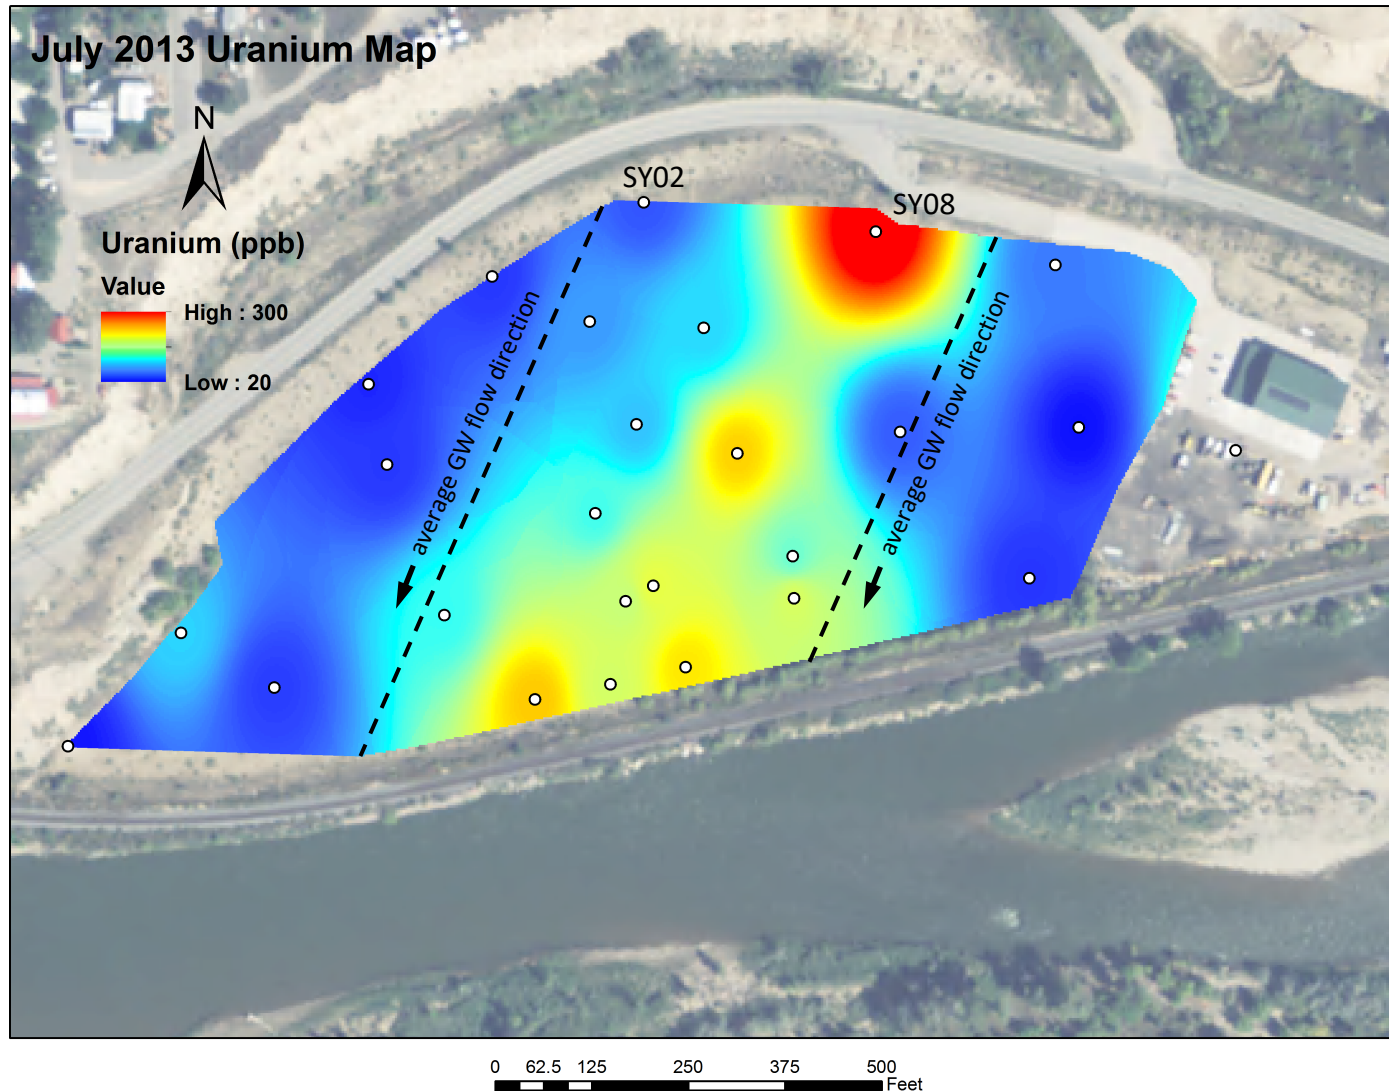 July 2013 Uranium Map
N
SY02
SY08
Uranium (ppb)
Value
High : 300
Low : 20
average GW flow direction
average GW flow direction
0 62.5 125 250 375 500
Feet